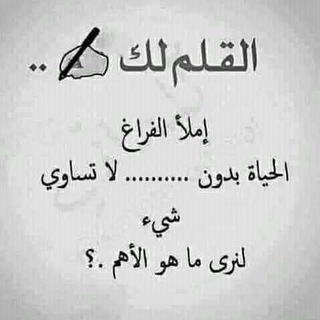 القلم لك ..
إملأ الفراغ
الحياة بدون .......... لا تساوي
شيء
لنرى ما هو الأهم .؟